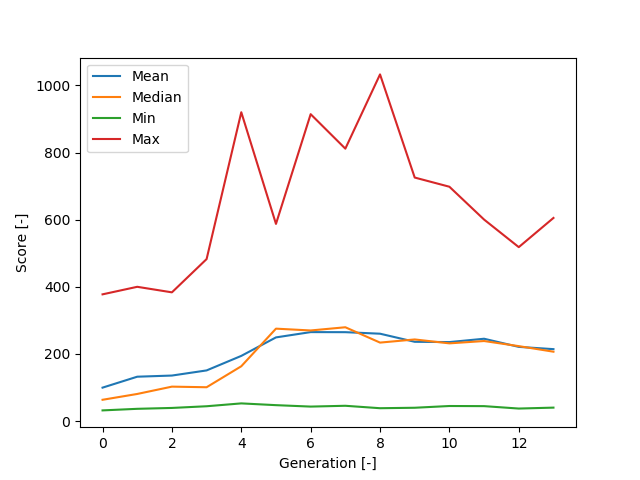 Mean
Median
Min
Max
1000
800
600
400
200
0
Score [-]
0 2 4 6 8 10 12
Generation [-]